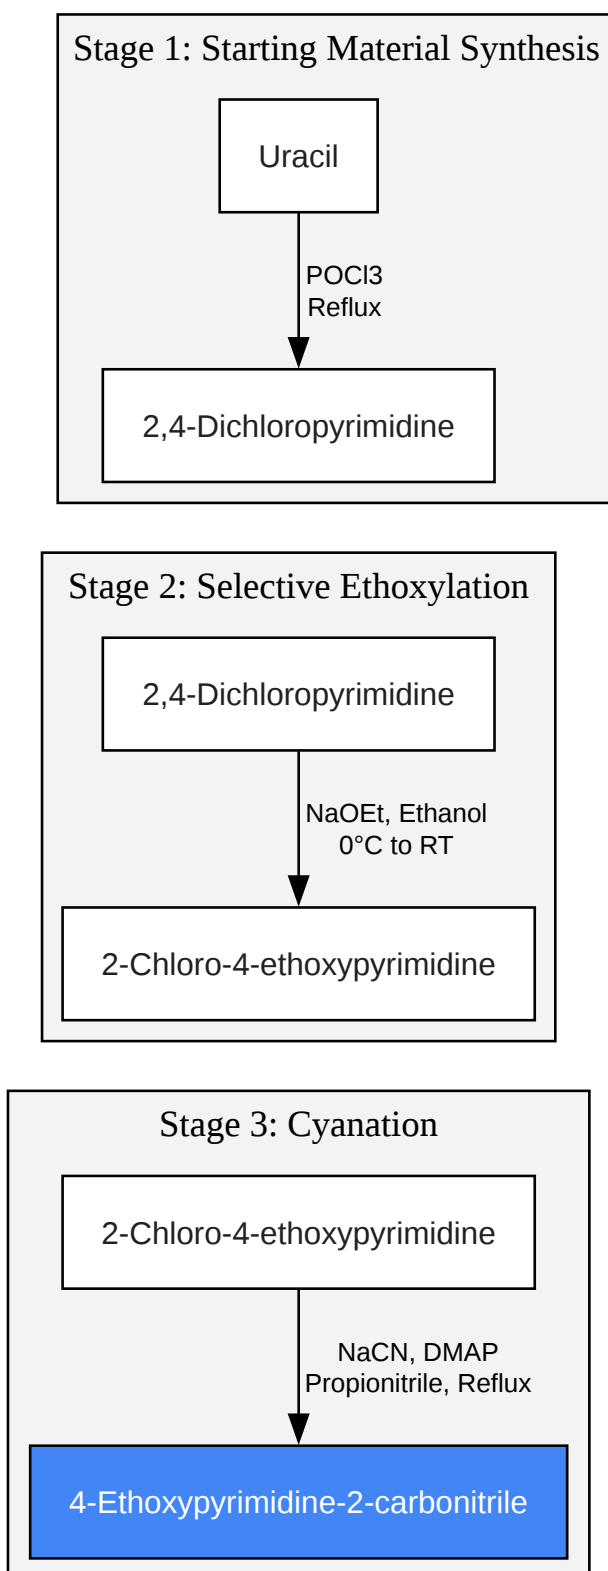 Stage 1: Starting Material Synthesis
Uracil
POCl3
Reflux
2,4-Dichloropyrimidine
Stage 2: Selective Ethoxylation
2,4-Dichloropyrimidine
NaOEt, Ethanol
0°C to RT
2-Chloro-4-ethoxypyrimidine
Stage 3: Cyanation
2-Chloro-4-ethoxypyrimidine
NaCN, DMAP
Propionitrile, Reflux
4-Ethoxypyrimidine-2-carbonitrile